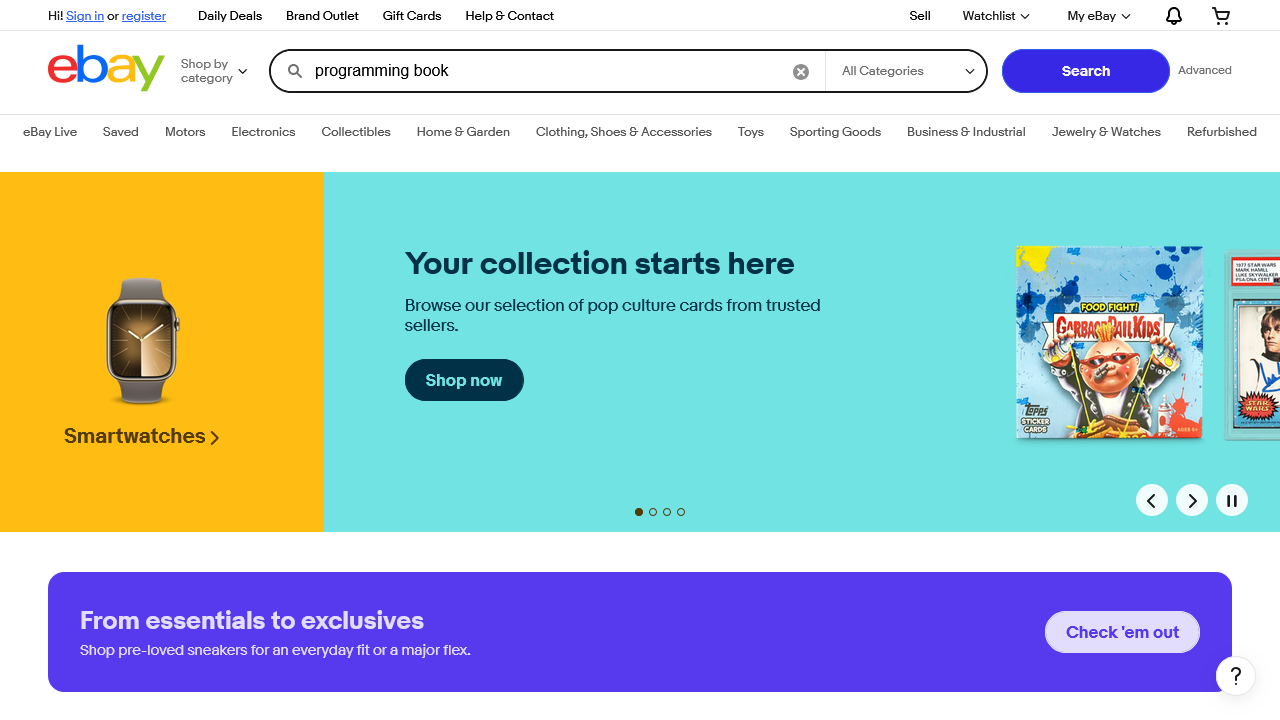 Hi! Sign in or register
Daily Deals
Brand Outlet
Gift Cards
Help & Contact
Sell
Watchlist
My eBay
ebay
Shop by
category
programming book
All Categories
Search
Advanced
eBay Live
Saved
Motors
Electronics
Collectibles
Home & Garden
Clothing, Shoes & Accessories
Toys
Sporting Goods
Business & Industrial
Jewelry & Watches
Refurbished
Smartwatches
Your collection starts here
Browse our selection of pop culture cards from trusted
sellers.
Shop now
FOOD FIGHT!
GARBAGE PAIL KIDS
Topps
STICKER
CARDS
AGES 6+
1977 STAR WARS
MARK HAMILL
LUKE SKYWALKER
PSA/DNA CERT
STAR
WARS
From essentials to exclusives
Shop pre-loved sneakers for an everyday fit or a major flex.
Check 'em out
?